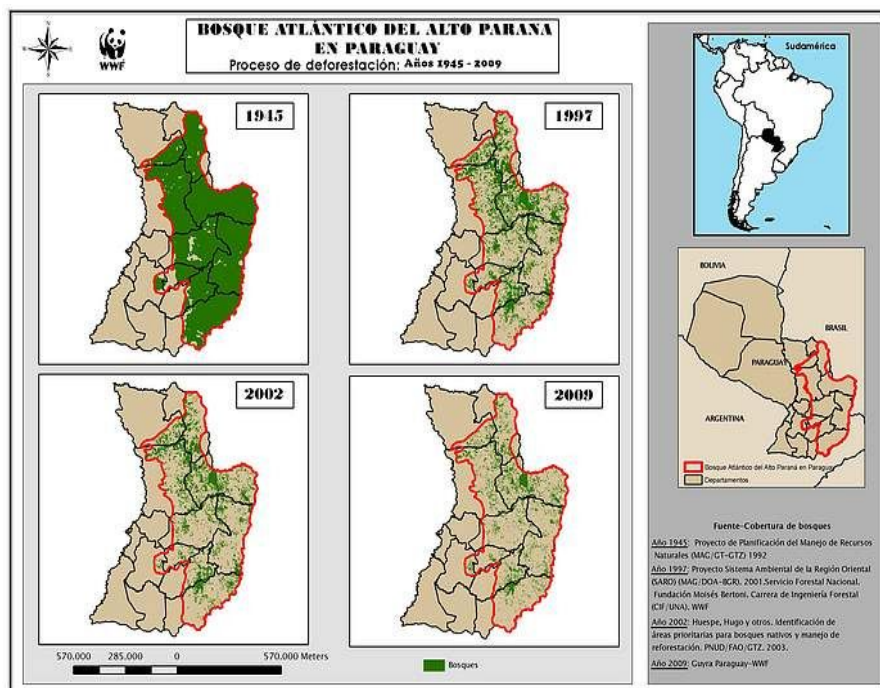 BOSQUE ATLÁNTICO DEL ALTO PARANA
EN PARAGUAY
Proceso de deforestación: Años 1945 - 2009
WWF
1945
1997
2002
2009
570.000 285.000 0 570.000 Meters
Bosques
Sudamérica
BOLIVIA
BRASIL
PARAGUAY
ARGENTINA
Bosque Atlántico del Alto Paraná en Paraguay
Departamentos
Fuente-Cobertura de bosques
Año 1945: Proyecto de Planificación del Manejo de Recursos
Naturales (MAG/GT-GTZ) 1992
Año 1997: Proyecto Sistema Ambiental de la Región Oriental
(SARO) (MAG/DOA-BGR). 2001.Servicio Forestal Nacional.
Fundación Moisés Bertoni. Carrera de Ingeniería Forestal
(CIF/UNA). WWF
Año 2002: Huespe, Hugo y otros. Identificación de
áreas prioritarias para bosques nativos y manejo de
reforestación. PNUD/FAO/GTZ. 2003.
Año 2009: Guyra Paraguay-WWF